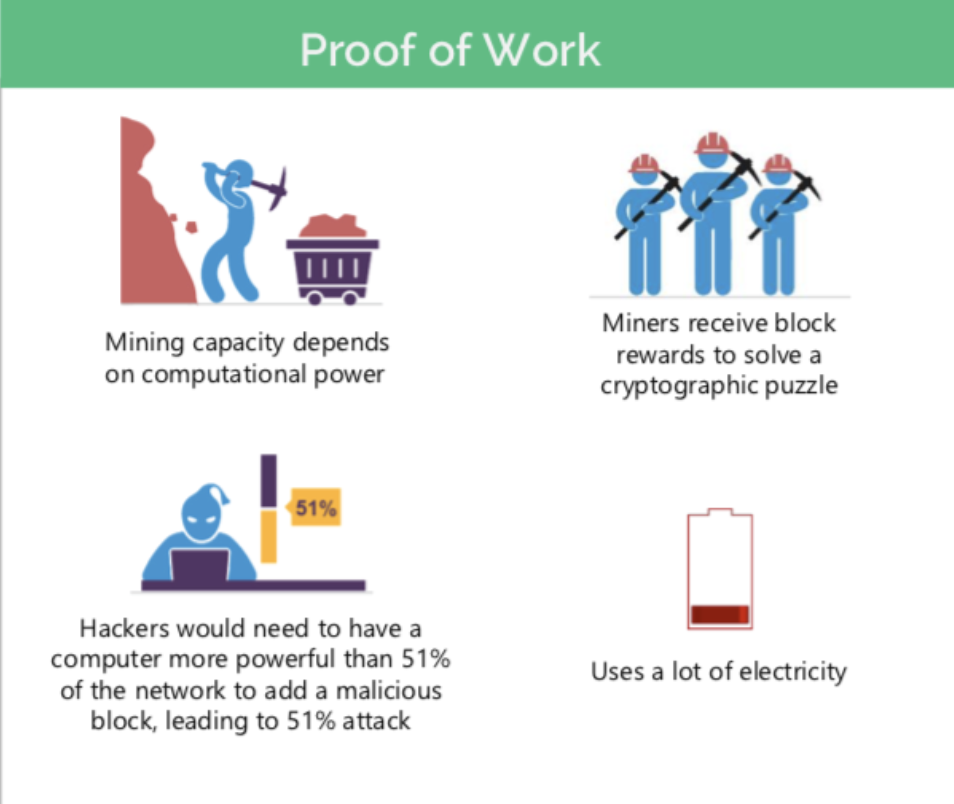 Proof of Work
Mining capacity depends
on computational power
Miners receive block
rewards to solve a
cryptographic puzzle
51%
Hackers would need to have a
computer more powerful than 51%
of the network to add a malicious
block, leading to 51% attack
Uses a lot of electricity